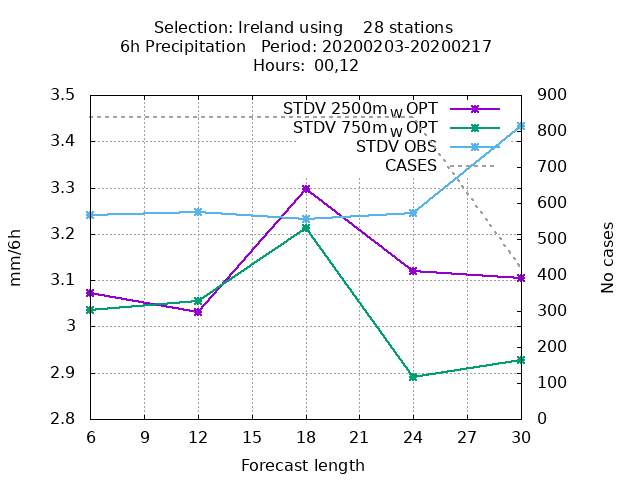 Selection: Ireland using    28 stations
6h Precipitation   Period: 20200203-20200217
Hours:  00,12
3.5
3.4
3.3
3.2
3.1
3
2.9
2.8
mm/6h
STDV 2500m_W OPT
STDV 750m_W OPT
STDV OBS
CASES
900
800
700
600
500
400
300
200
100
0
No cases
6 9 12 15 18 21 24 27 30
Forecast length